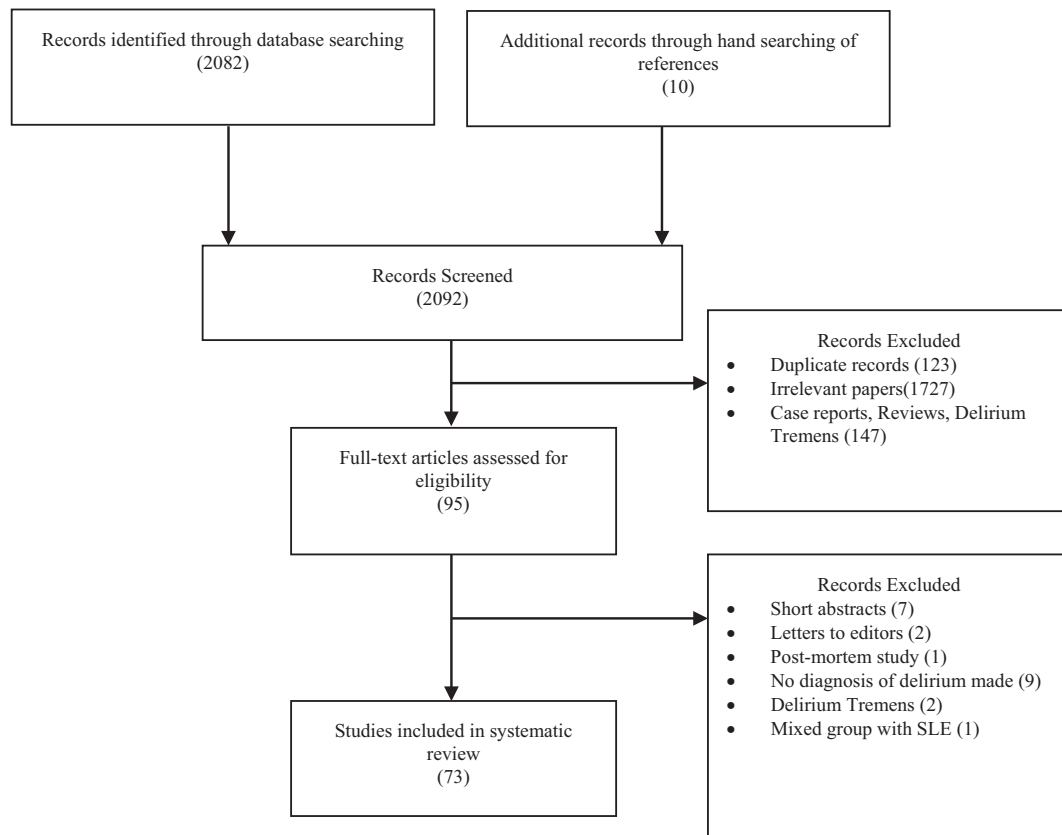 Records identified through database searching
(2082)
Additional records through hand searching of
references
(10)
Records Screened
(2092)
Records Excluded
• Duplicate records (123)
• Irrelevant papers(1727)
• Case reports, Reviews, Delirium
Tremens (147)
Full-text articles assessed for
eligibility
(95)
Records Excluded
• Short abstracts (7)
• Letters to editors (2)
• Post-mortem study (1)
• No diagnosis of delirium made (9)
• Delirium Tremens (2)
• Mixed group with SLE (1)
Studies included in systematic
review
(73)